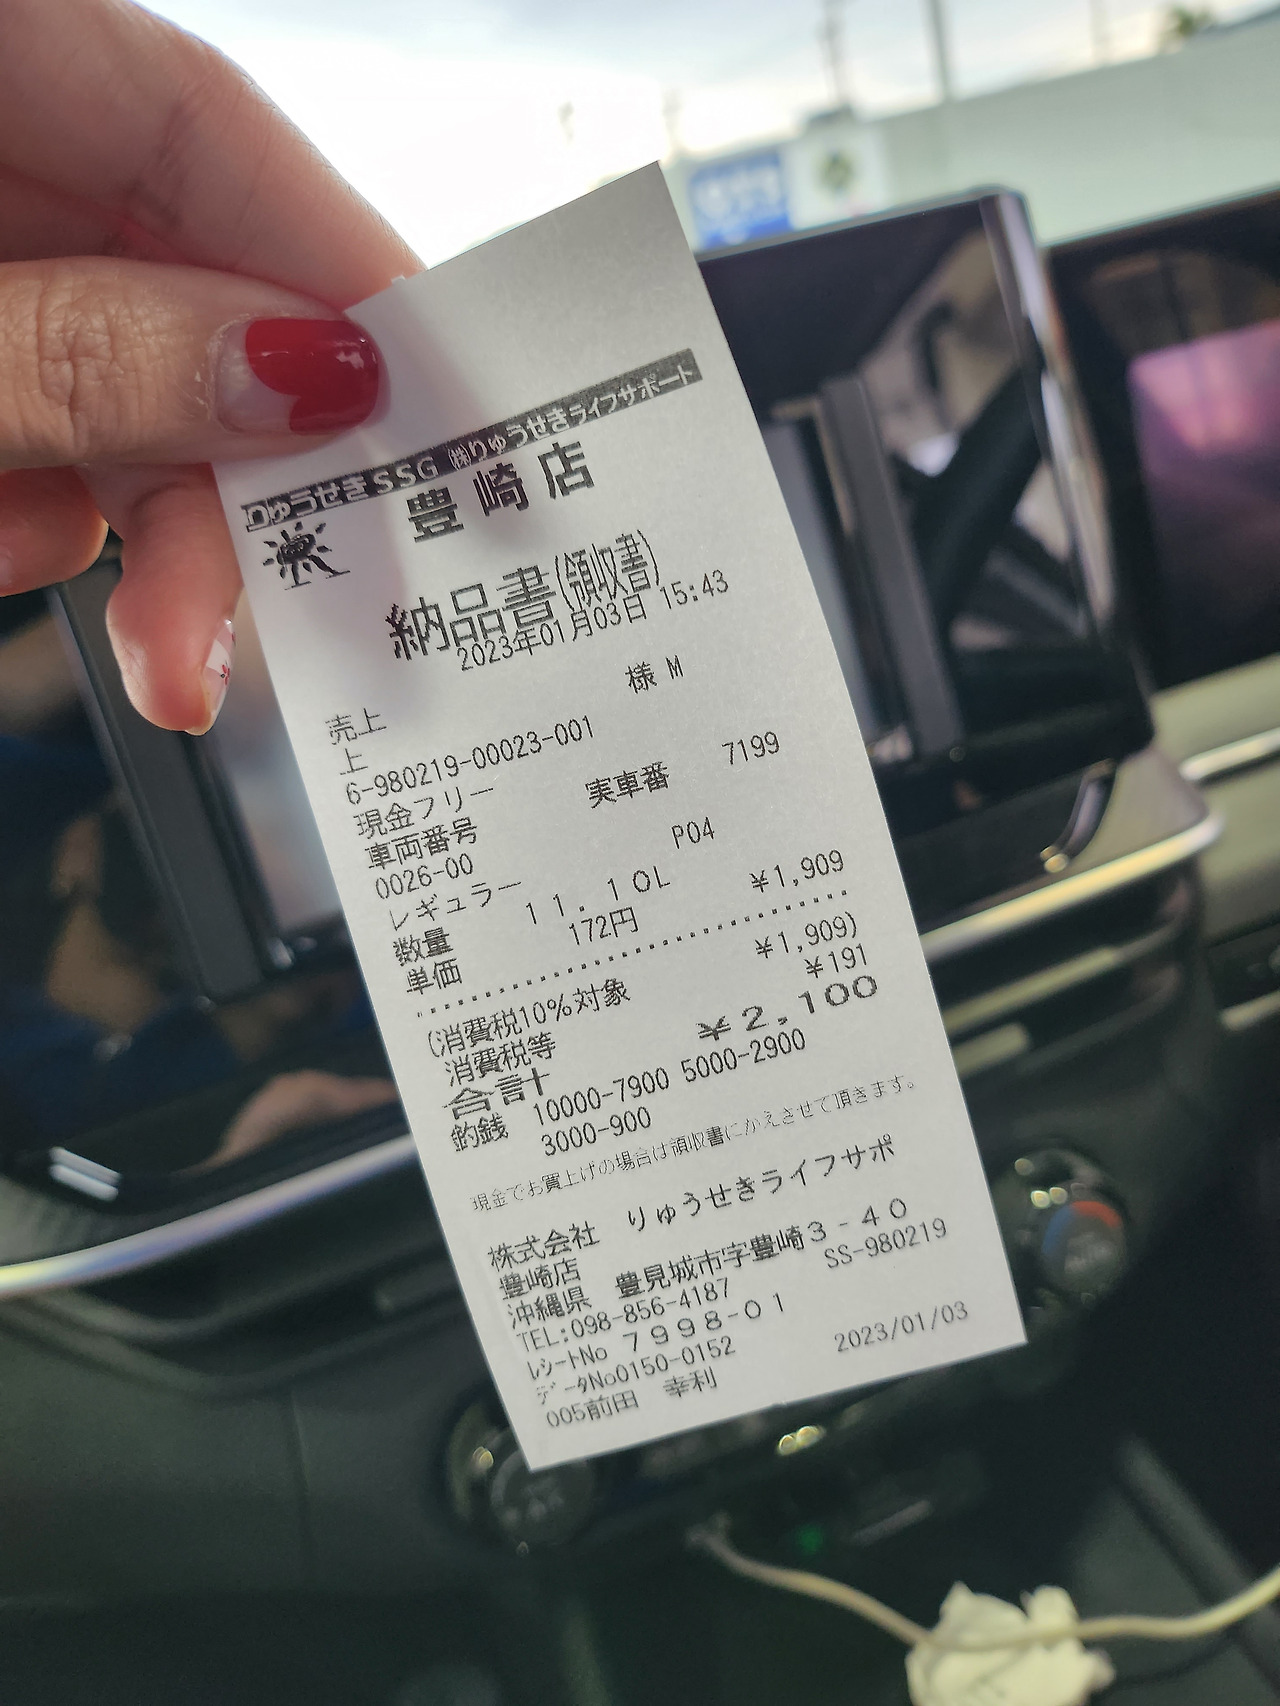 りゅうせきSSG ㈱りゅうせきライフサポート
豊崎店
納品書(領収書)
2023年01月03日 15:43
様 M
売上
上
6-980219-00023-001
現金フリー
車両番号 実車番 7199
0026-00
レギュラー P04
数量 11.10L ¥1,909
単価 172円
(消費税10%対象 ¥1,909)
消費税等 ¥191
合計 ¥2,100
釣銭 10000-7900 5000-2900
3000-900
現金でお買上げの場合は領収書にかえさせて頂きます。
株式会社 りゅうせきライフサポ
豊崎店
沖縄県 豊見城市字豊崎3-40
TEL:098-856-4187 SS-980219
レシートNo 7998-01
データNo0150-0152
005前田 幸利 2023/01/03